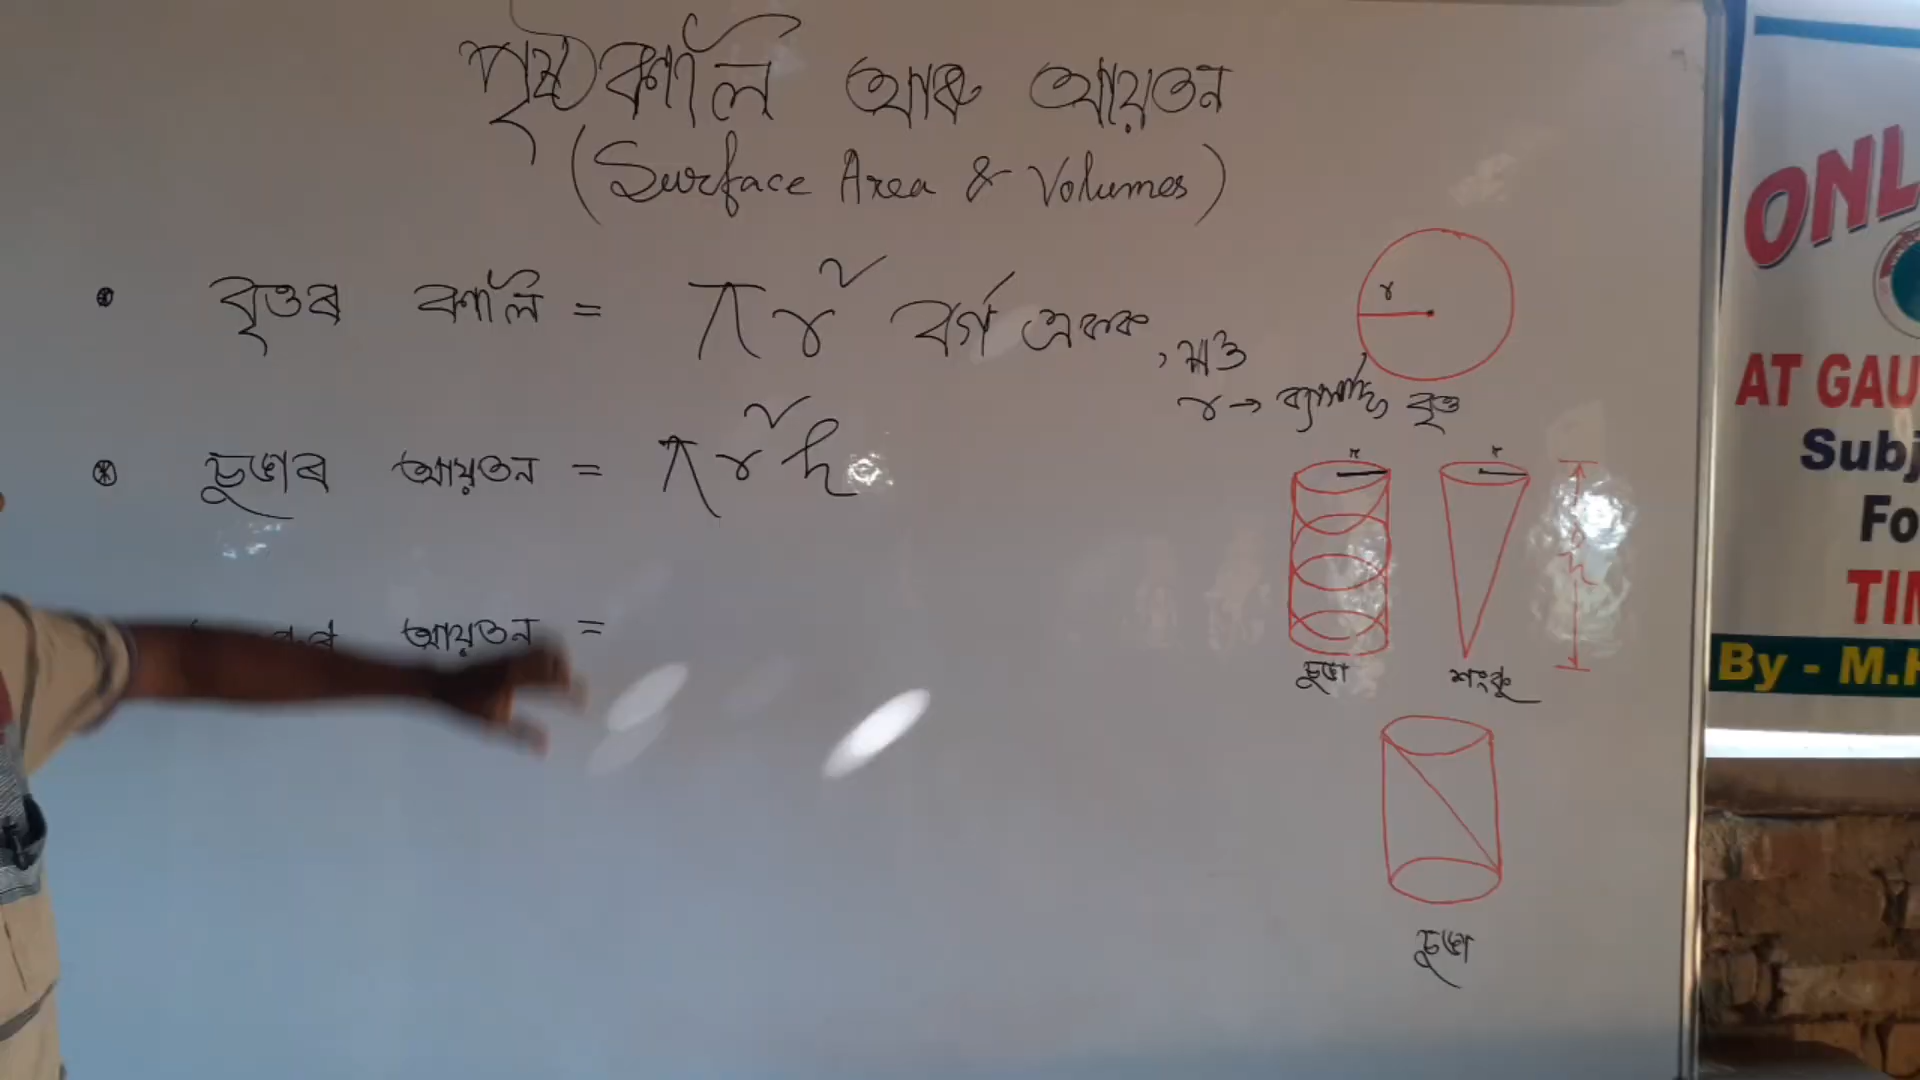 পৃষ্ঠকালি আৰু আয়তন
(Surface Area & Volumes)
বৃত্তৰ কালি = πr² বৰ্গ একক, য'ত
r → ব্যাসাৰ্দ্ধ
r
বৃত্ত
চুঙাৰ আয়তন = πr²h
আয়তন =
r
r
h
চুঙা
শংকু
চুঙা
ONL
AT GAU
Subj
Fo
TIM
By - M.H